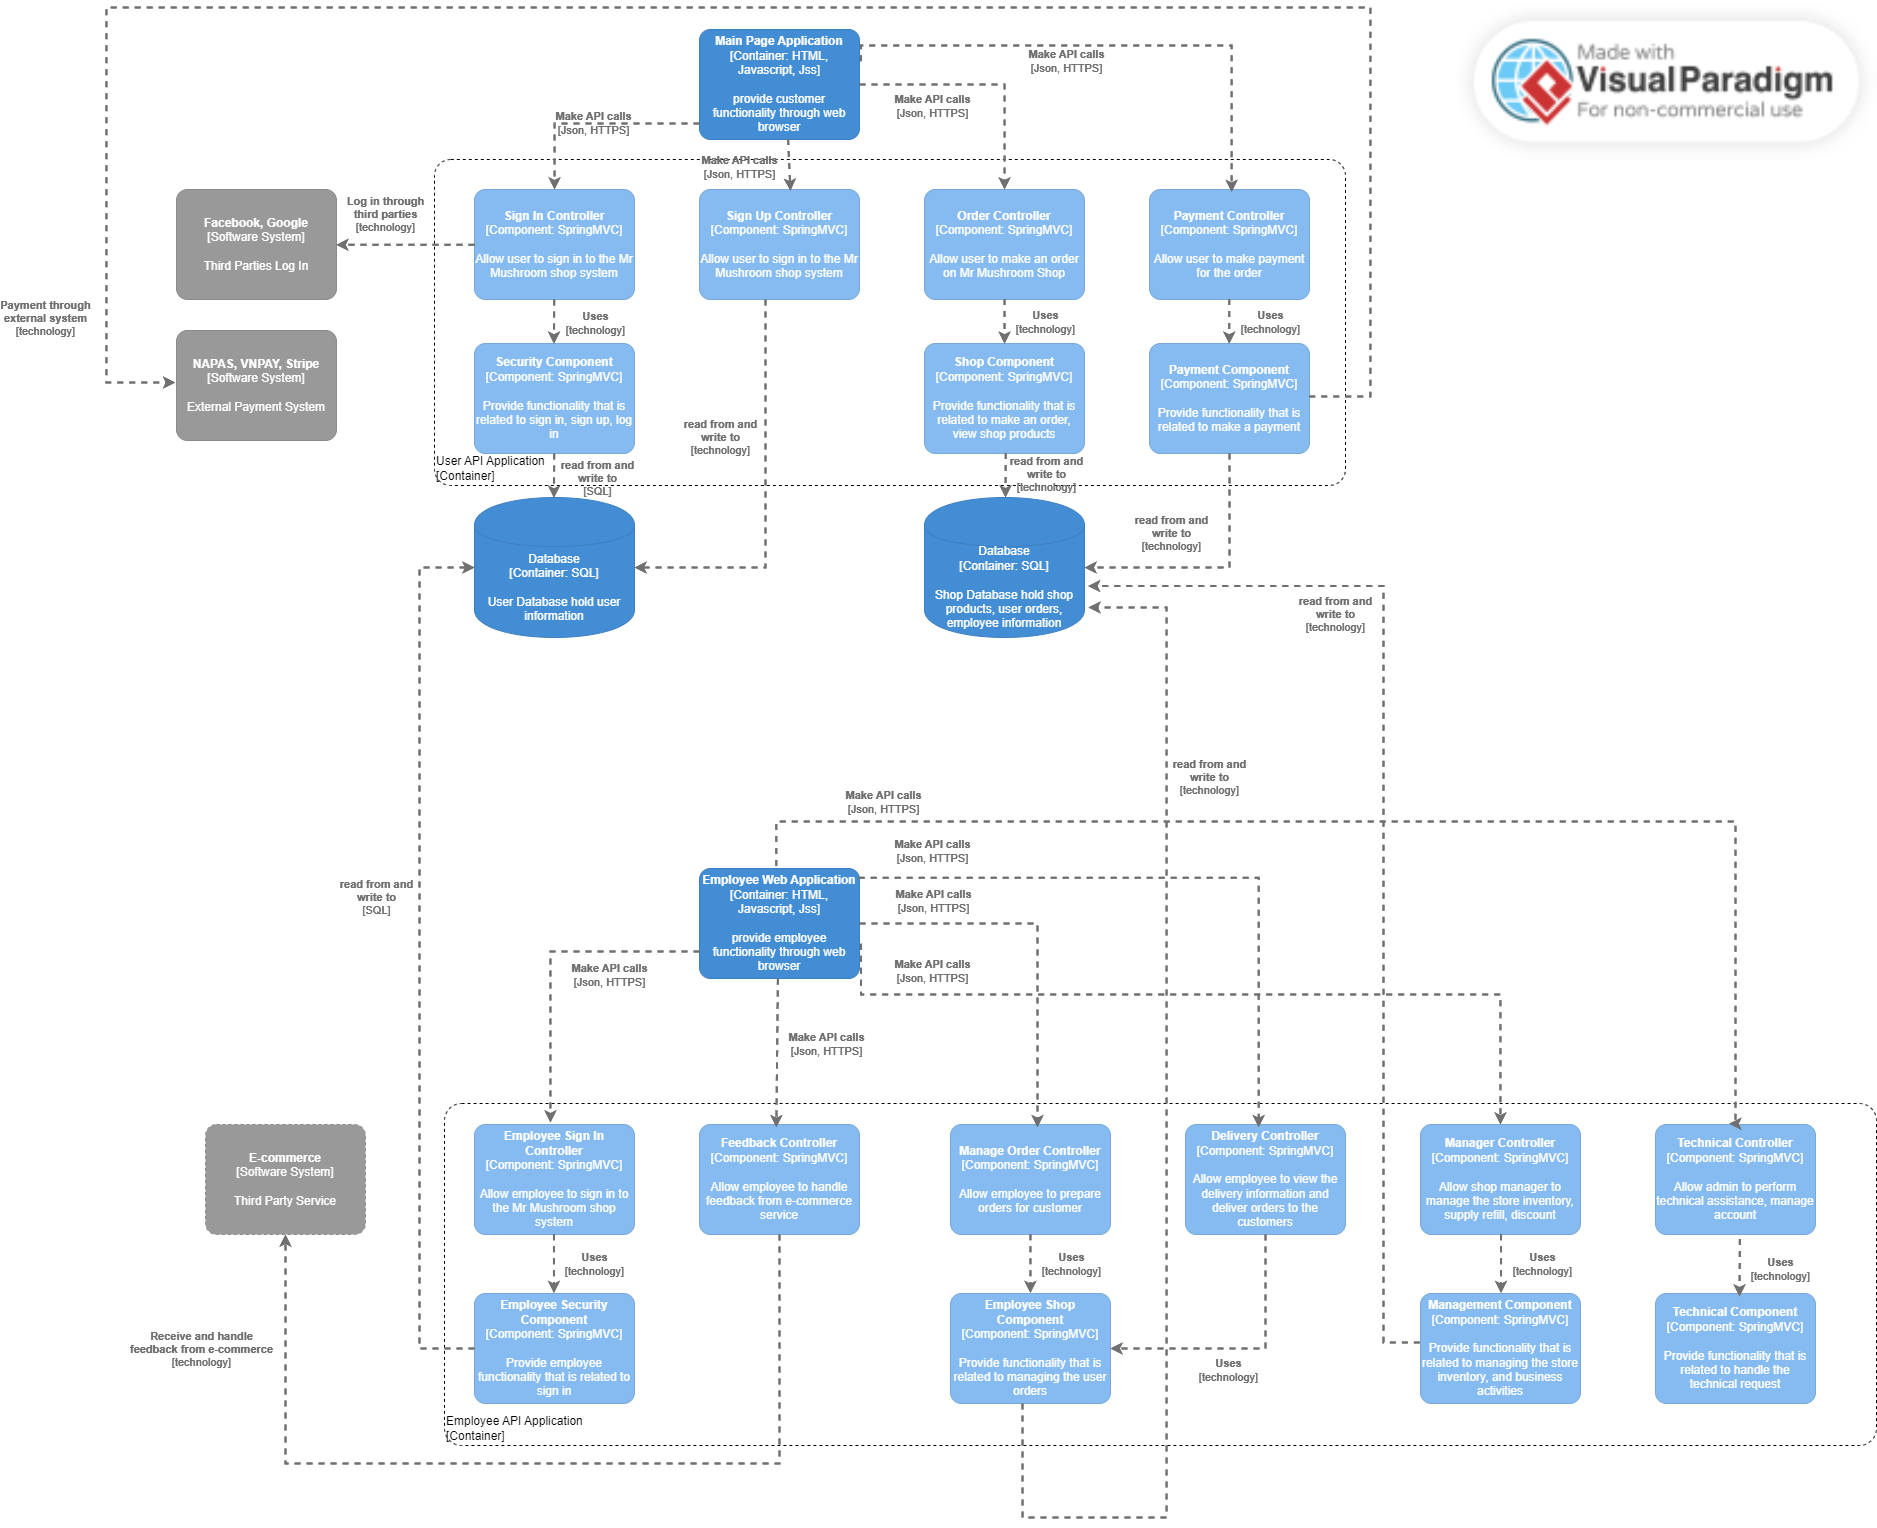 Made with
Visual Paradigm
For non-commercial use
Main Page Application
[Container: HTML,
Javascript, Jss]
provide customer
functionality through web
browser
Make API calls
[Json, HTTPS]
Make API calls
[Json, HTTPS]
Make API calls
[Json, HTTPS]
Make API calls
[Json, HTTPS]
Facebook, Google
[Software System]
Third Parties Log In
Log in through
third parties
[technology]
Sign In Controller
[Component: SpringMVC]
Allow user to sign in to the Mr
Mushroom shop system
Sign Up Controller
[Component: SpringMVC]
Allow user to sign in to the Mr
Mushroom shop system
Order Controller
[Component: SpringMVC]
Allow user to make an order
on Mr Mushroom Shop
Payment Controller
[Component: SpringMVC]
Allow user to make payment
for the order
Payment through
external system
[technology]
Uses
[technology]
Uses
[technology]
Uses
[technology]
NAPAS, VNPAY, Stripe
[Software System]
External Payment System
Security Component
[Component: SpringMVC]
Provide functionality that is
related to sign in, sign up, log
in
Shop Component
[Component: SpringMVC]
Provide functionality that is
related to make an order,
view shop products
Payment Component
[Component: SpringMVC]
Provide functionality that is
related to make a payment
read from and
write to
[technology]
User API Application
[Container]
read from and
write to
[SQL]
read from and
write to
[technology]
read from and
write to
[technology]
Database
[Container: SQL]
User Database hold user
information
Database
[Container: SQL]
Shop Database hold shop
products, user orders,
employee information
read from and
write to
[technology]
read from and
write to
[technology]
Make API calls
[Json, HTTPS]
Make API calls
[Json, HTTPS]
Employee Web Application
[Container: HTML,
Javascript, Jss]
provide employee
functionality through web
browser
Make API calls
[Json, HTTPS]
read from and
write to
[SQL]
Make API calls
[Json, HTTPS]
Make API calls
[Json, HTTPS]
Make API calls
[Json, HTTPS]
E-commerce
[Software System]
Third Party Service
Employee Sign In
Controller
[Component: SpringMVC]
Allow employee to sign in to
the Mr Mushroom shop
system
Feedback Controller
[Component: SpringMVC]
Allow employee to handle
feedback from e-commerce
service
Manage Order Controller
[Component: SpringMVC]
Allow employee to prepare
orders for customer
Delivery Controller
[Component: SpringMVC]
Allow employee to view the
delivery information and
deliver orders to the
customers
Manager Controller
[Component: SpringMVC]
Allow shop manager to
manage the store inventory,
supply refill, discount
Technical Controller
[Component: SpringMVC]
Allow admin to perform
technical assistance, manage
account
Uses
[technology]
Uses
[technology]
Uses
[technology]
Uses
[technology]
Employee Security
Component
[Component: SpringMVC]
Provide employee
functionality that is related to
sign in
Employee Shop
Component
[Component: SpringMVC]
Provide functionality that is
related to managing the user
orders
Uses
[technology]
Management Component
[Component: SpringMVC]
Provide functionality that is
related to managing the store
inventory, and business
activities
Technical Component
[Component: SpringMVC]
Provide functionality that is
related to handle the
technical request
Receive and handle
feedback from e-commerce
[technology]
Employee API Application
[Container]